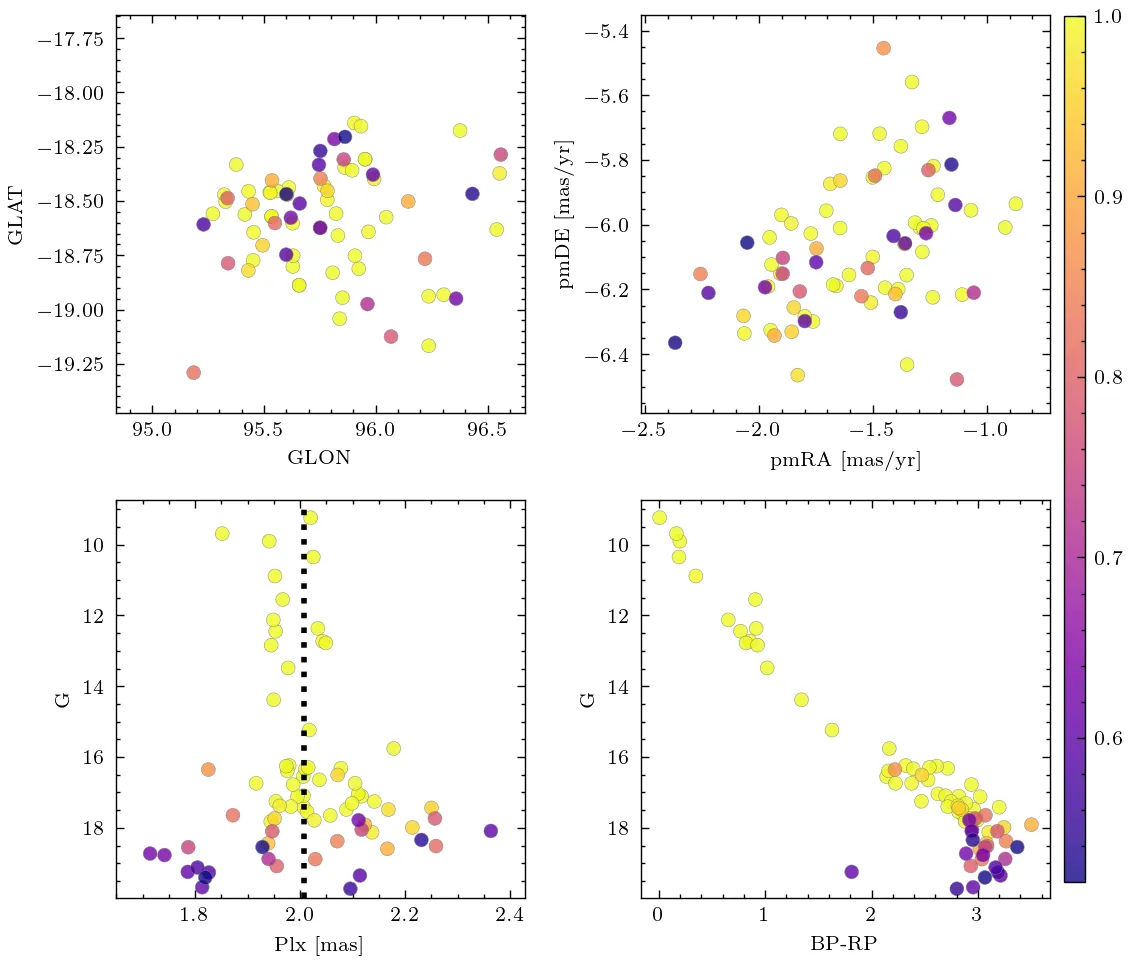 −17.75
−18.00
−18.25
−18.50
−18.75
−19.00
−19.25
GLAT
95.0 95.5 96.0 96.5
GLON
−5.4
−5.6
−5.8
−6.0
−6.2
−6.4
pmDE [mas/yr]
−2.5 −2.0 −1.5 −1.0
pmRA [mas/yr]
10
12
14
16
18
G
1.8 2.0 2.2 2.4
Plx [mas]
10
12
14
16
18
G
0 1 2 3
BP-RP
1.0
0.9
0.8
0.7
0.6